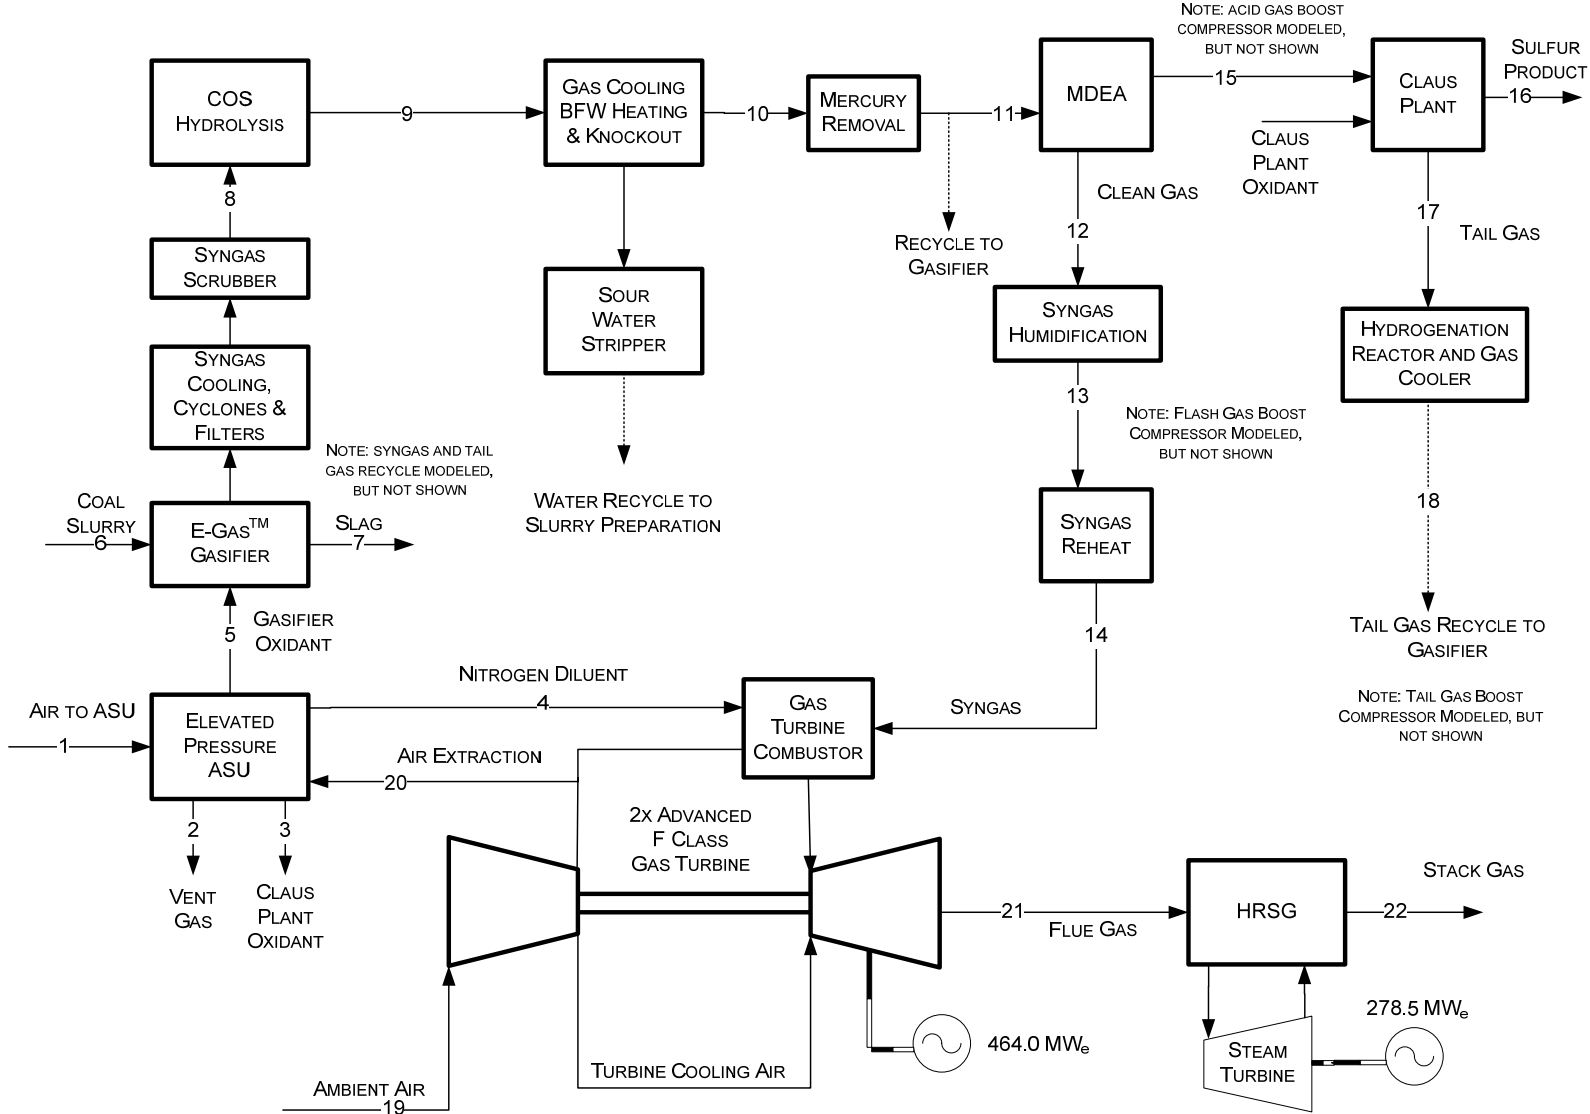 NOTE: ACID GAS BOOST
COMPRESSOR MODELED,
BUT NOT SHOWN
COS
HYDROLYSIS
9
GAS COOLING
BFW HEATING
& KNOCKOUT
10
MERCURY
REMOVAL
11
MDEA
15
CLAUS
PLANT
SULFUR
PRODUCT
16
CLAUS
PLANT
OXIDANT
8
CLEAN GAS
12
17
TAIL GAS
RECYCLE TO
GASIFIER
SYNGAS
SCRUBBER
SOUR
WATER
STRIPPER
SYNGAS
HUMIDIFICATION
HYDROGENATION
REACTOR AND GAS
COOLER
SYNGAS
COOLING,
CYCLONES &
FILTERS
13
NOTE: FLASH GAS BOOST
COMPRESSOR MODELED,
BUT NOT SHOWN
NOTE: SYNGAS AND TAIL
GAS RECYCLE MODELED,
BUT NOT SHOWN
WATER RECYCLE TO
SLURRY PREPARATION
18
COAL
SLURRY
6
E-GAS™
GASIFIER
SLAG
7
SYNGAS
REHEAT
5
GASIFIER
OXIDANT
14
TAIL GAS RECYCLE TO
GASIFIER
NITROGEN DILUENT
4
AIR TO ASU
1
ELEVATED
PRESSURE
ASU
GAS
TURBINE
COMBUSTOR
SYNGAS
NOTE: TAIL GAS BOOST
COMPRESSOR MODELED, BUT
NOT SHOWN
AIR EXTRACTION
20
2
3
2X ADVANCED
F CLASS
GAS TURBINE
VENT
GAS
CLAUS
PLANT
OXIDANT
21
FLUE GAS
HRSG
STACK GAS
22
464.0 MWe
278.5 MWe
STEAM
TURBINE
TURBINE COOLING AIR
AMBIENT AIR
19